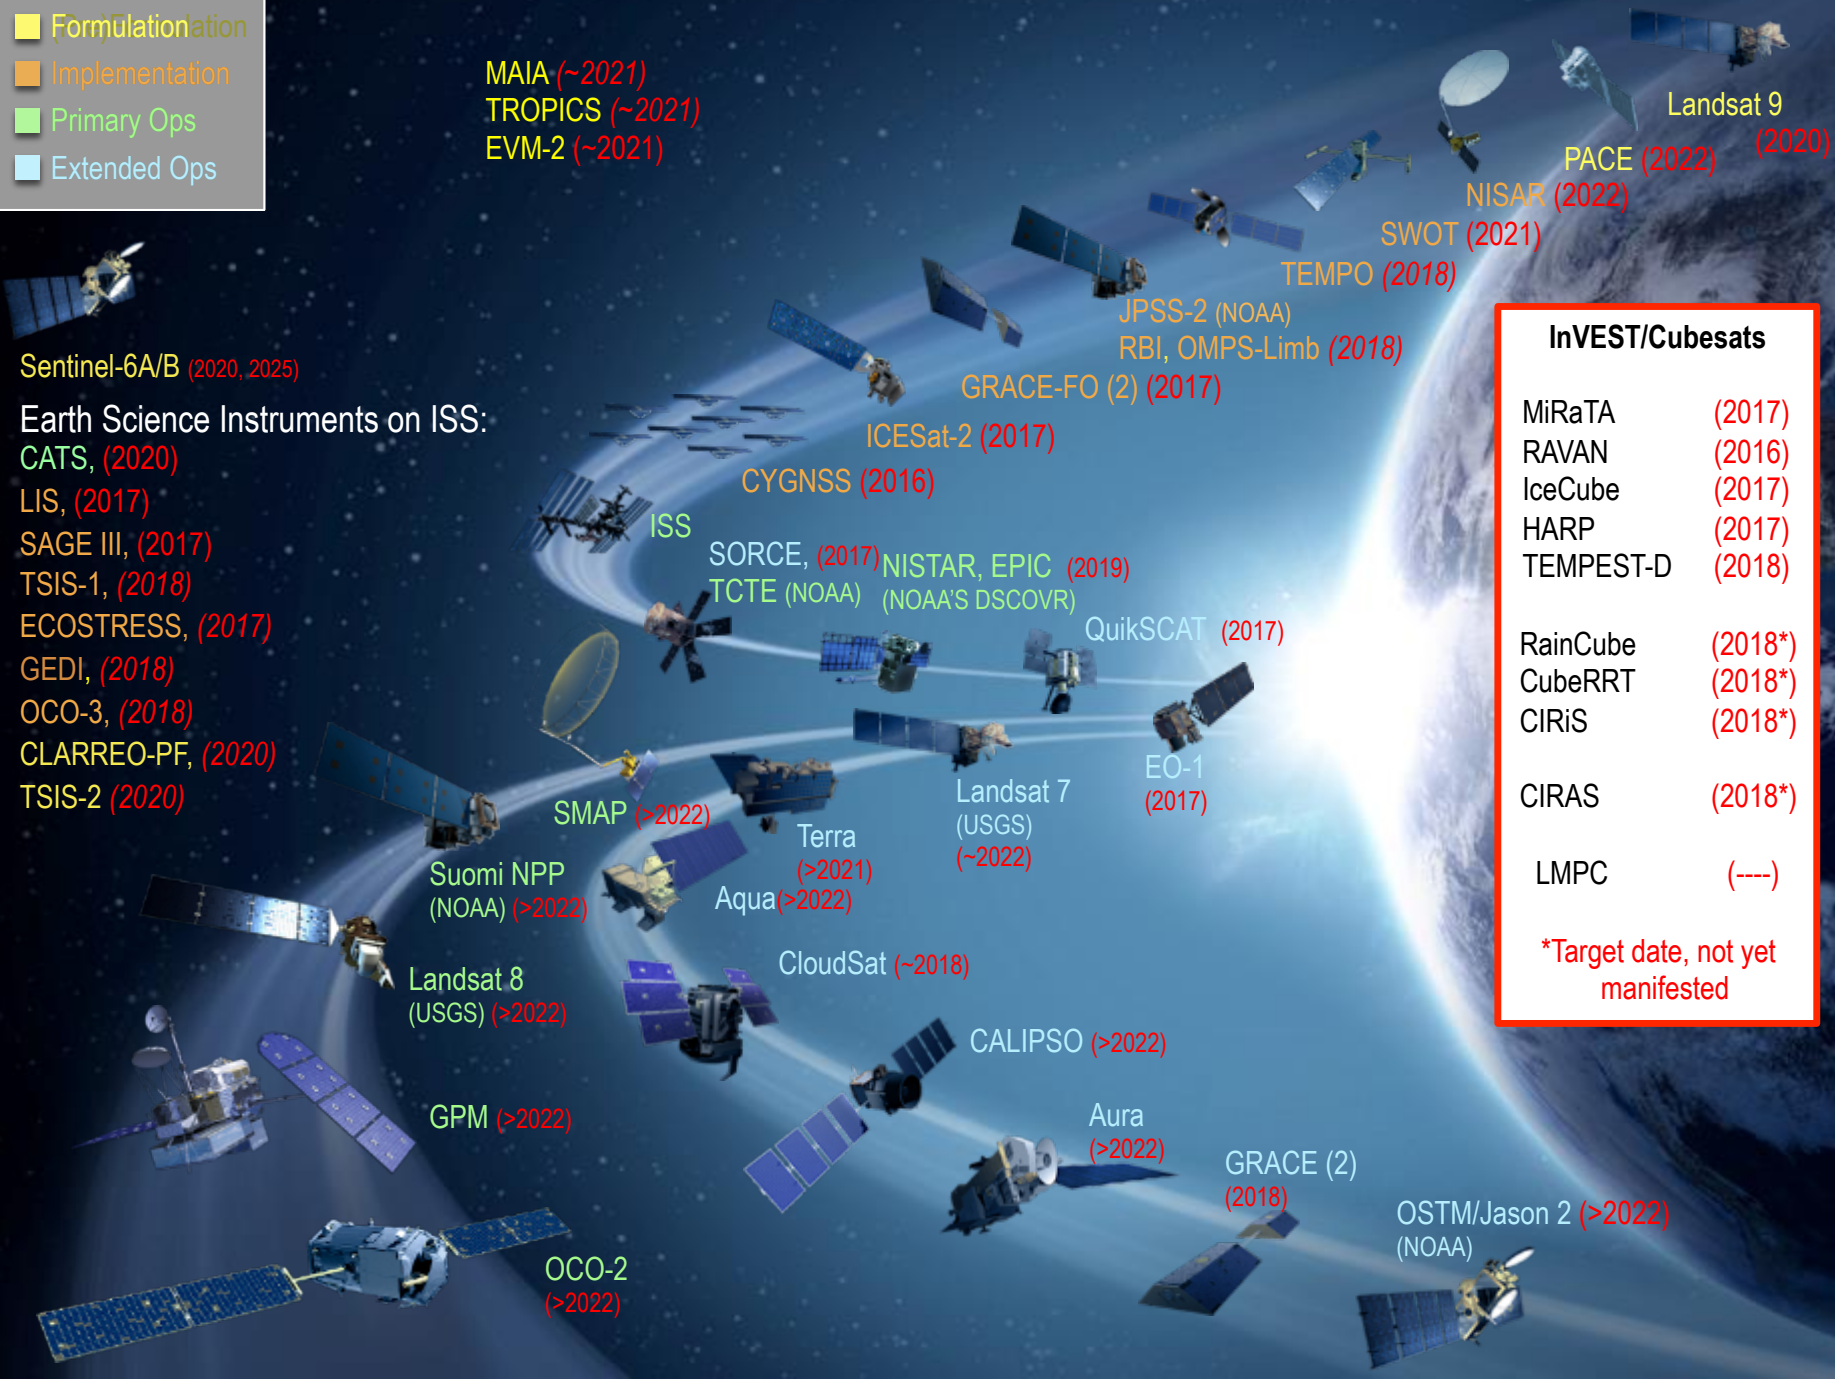 Formulation
Implementation
Primary Ops
Extended Ops
MAIA (~2021)
TROPICS (~2021)
EVM-2 (~2021)
Landsat 9
(2020)
PACE (2022)
NISAR (2022)
SWOT (2021)
TEMPO (2018)
JPSS-2 (NOAA)
RBI, OMPS-Limb (2018)
GRACE-FO (2) (2017)
ICESat-2 (2017)
CYGNSS (2016)
ISS
Sentinel-6A/B (2020, 2025)
Earth Science Instruments on ISS:
CATS, (2020)
LIS, (2017)
SAGE III, (2017)
TSIS-1, (2018)
ECOSTRESS, (2017)
GEDI, (2018)
OCO-3, (2018)
CLARREO-PF, (2020)
TSIS-2 (2020)
SORCE, (2017)
TCTE (NOAA)
NISTAR, EPIC (2019)
(NOAA'S DSCOVR)
QuikSCAT (2017)
EO-1
(2017)
Landsat 7
(USGS)
(~2022)
Terra
(>2021)
Aqua(>2022)
SMAP (>2022)
Suomi NPP
(NOAA) (>2022)
Landsat 8
(USGS) (>2022)
GPM (>2022)
OCO-2
(>2022)
CloudSat (~2018)
CALIPSO (>2022)
Aura
(>2022)
GRACE (2)
(2018)
OSTM/Jason 2 (>2022)
(NOAA)
InVEST/Cubesats
MiRaTA (2017)
RAVAN (2016)
IceCube (2017)
HARP (2017)
TEMPEST-D (2018)
RainCube (2018*)
CubeRRT (2018*)
CIRiS (2018*)
CIRAS (2018*)
LMPC (----)
*Target date, not yet
manifested